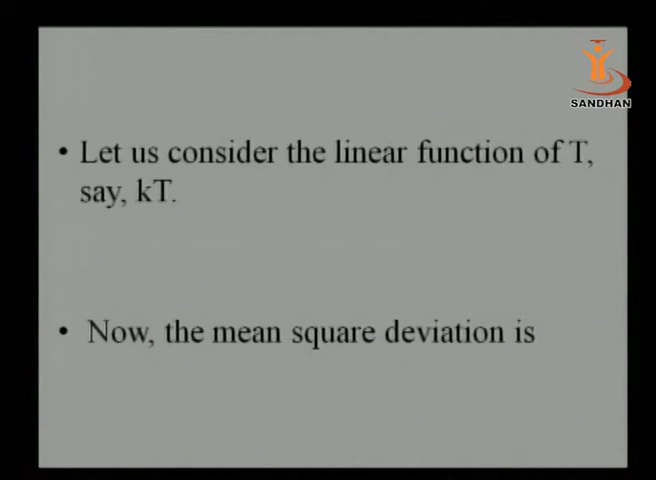 SANDHAN
• Let us consider the linear function of T,
say, kT.
• Now, the mean square deviation is